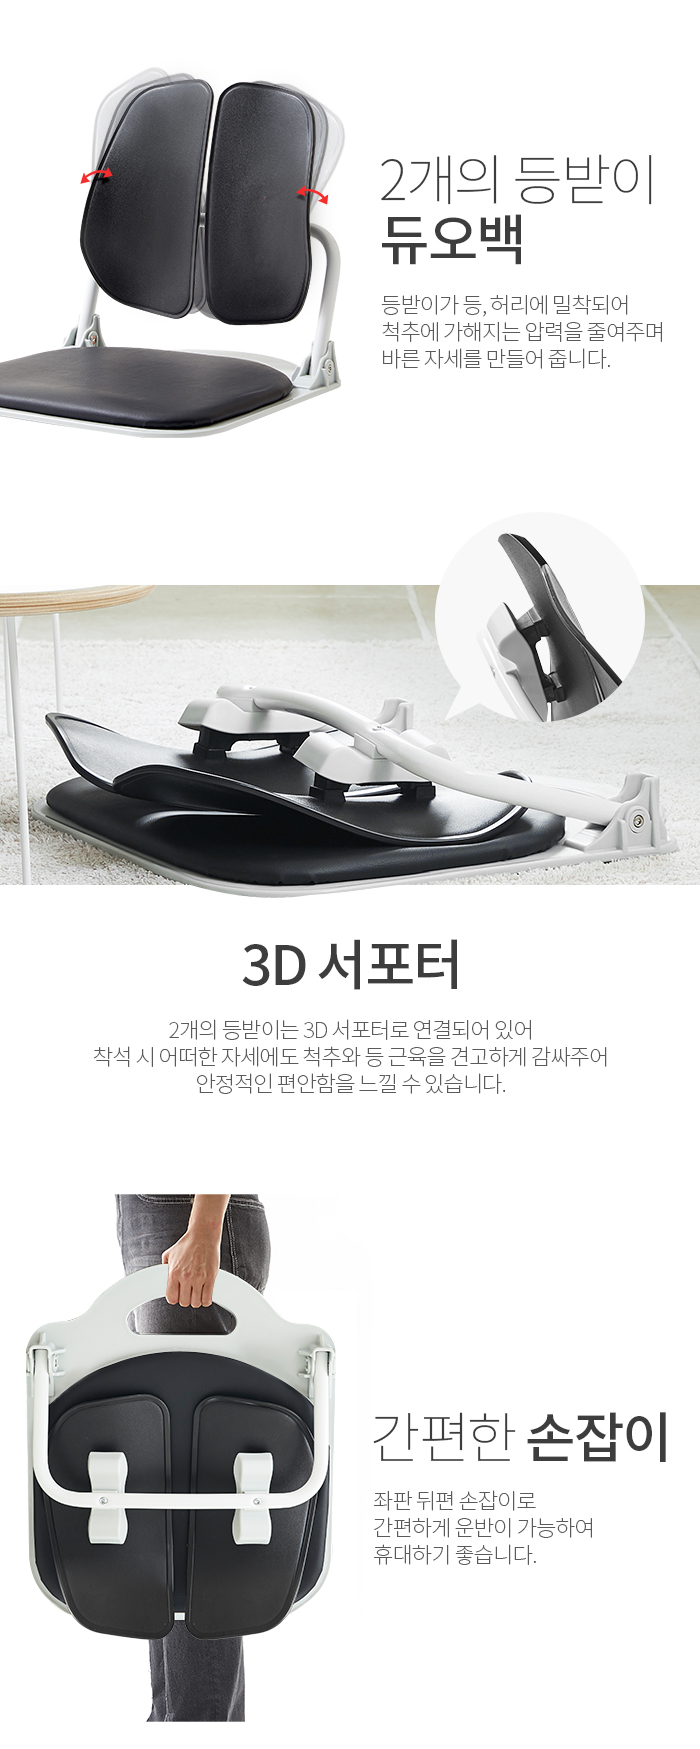 2개의 등받이
듀오백
등받이가 등, 허리에 밀착되어
척추에 가해지는 압력을 줄여주며
바른 자세를 만들어 줍니다.
3D 서포터
2개의 등받이는 3D 서포터로 연결되어 있어
착석 시 어떠한 자세에도 척추와 등 근육을 견고하게 감싸주어
안정적인 편안함을 느낄 수 있습니다.
간편한 손잡이
좌판 뒤편 손잡이로
간편하게 운반이 가능하여
휴대하기 좋습니다.